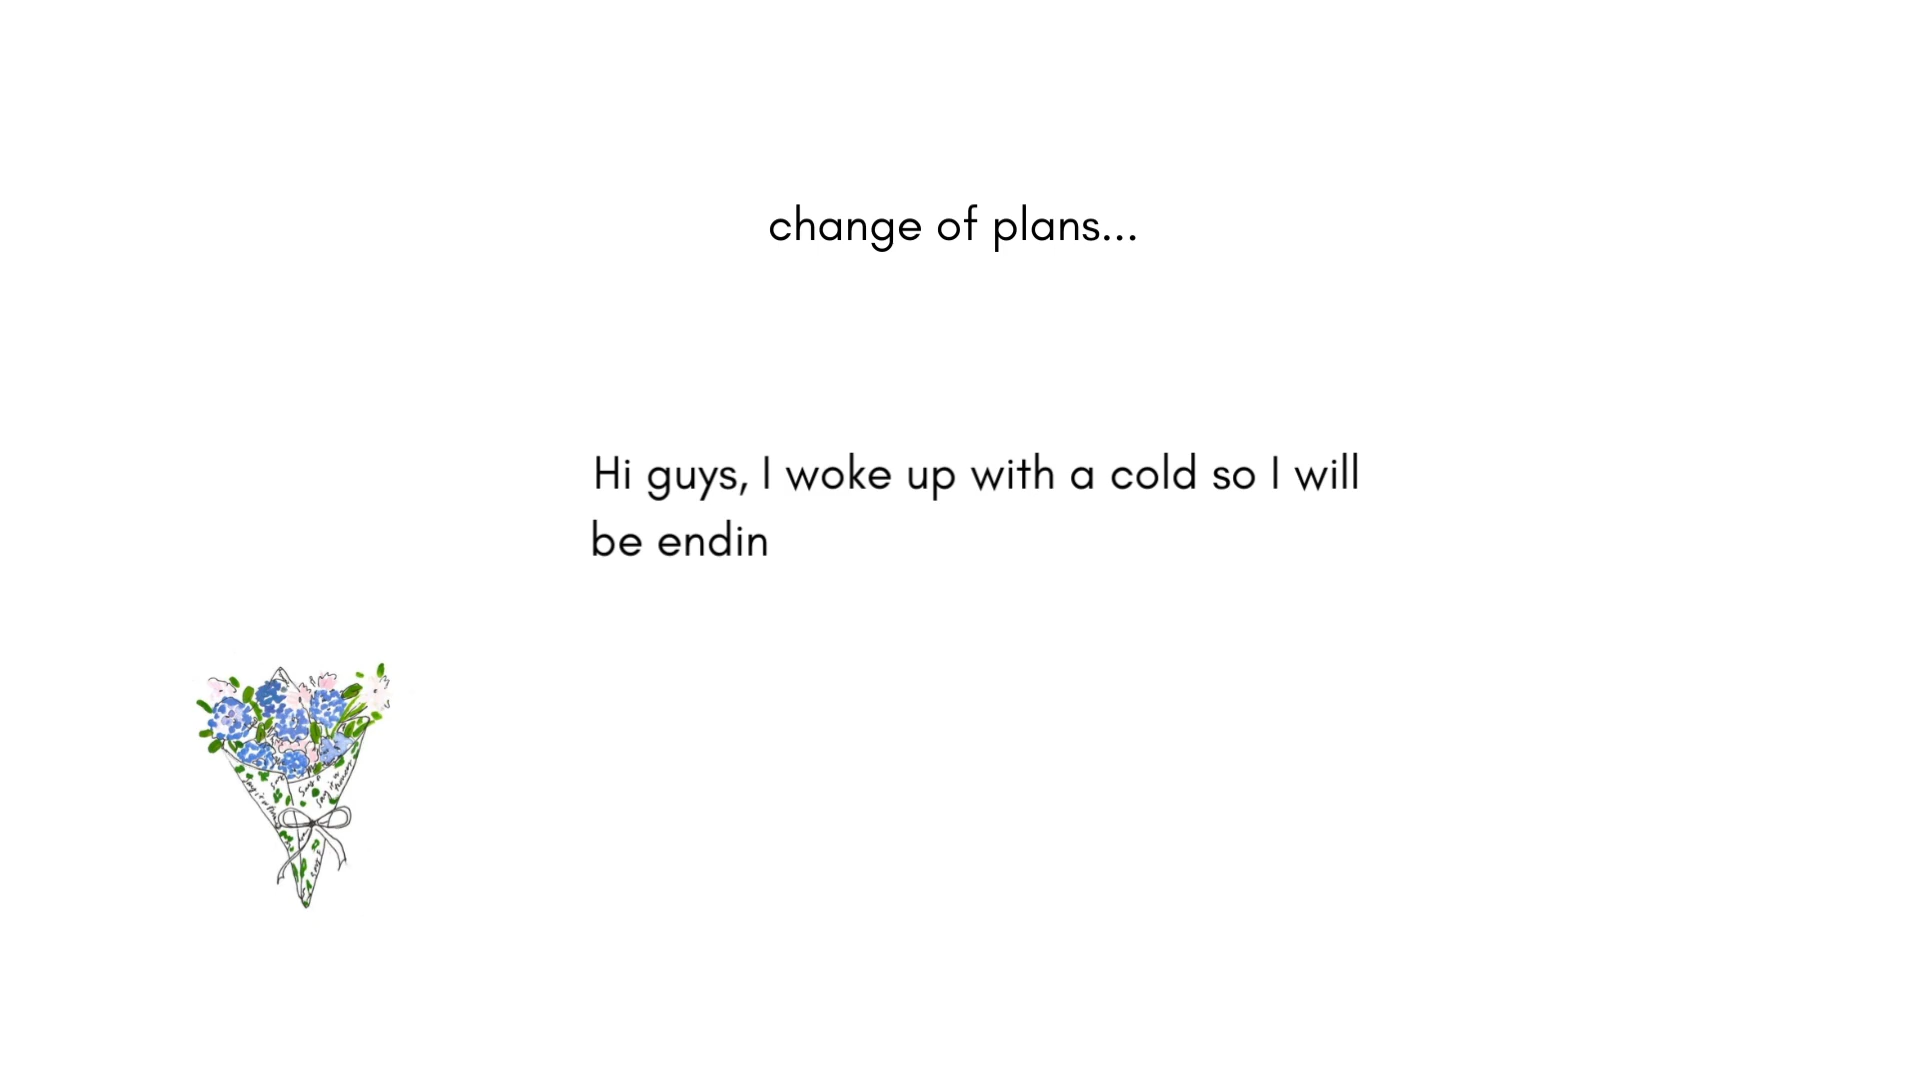 change of plans...
Hi guys, I woke up with a cold so I will
be endin